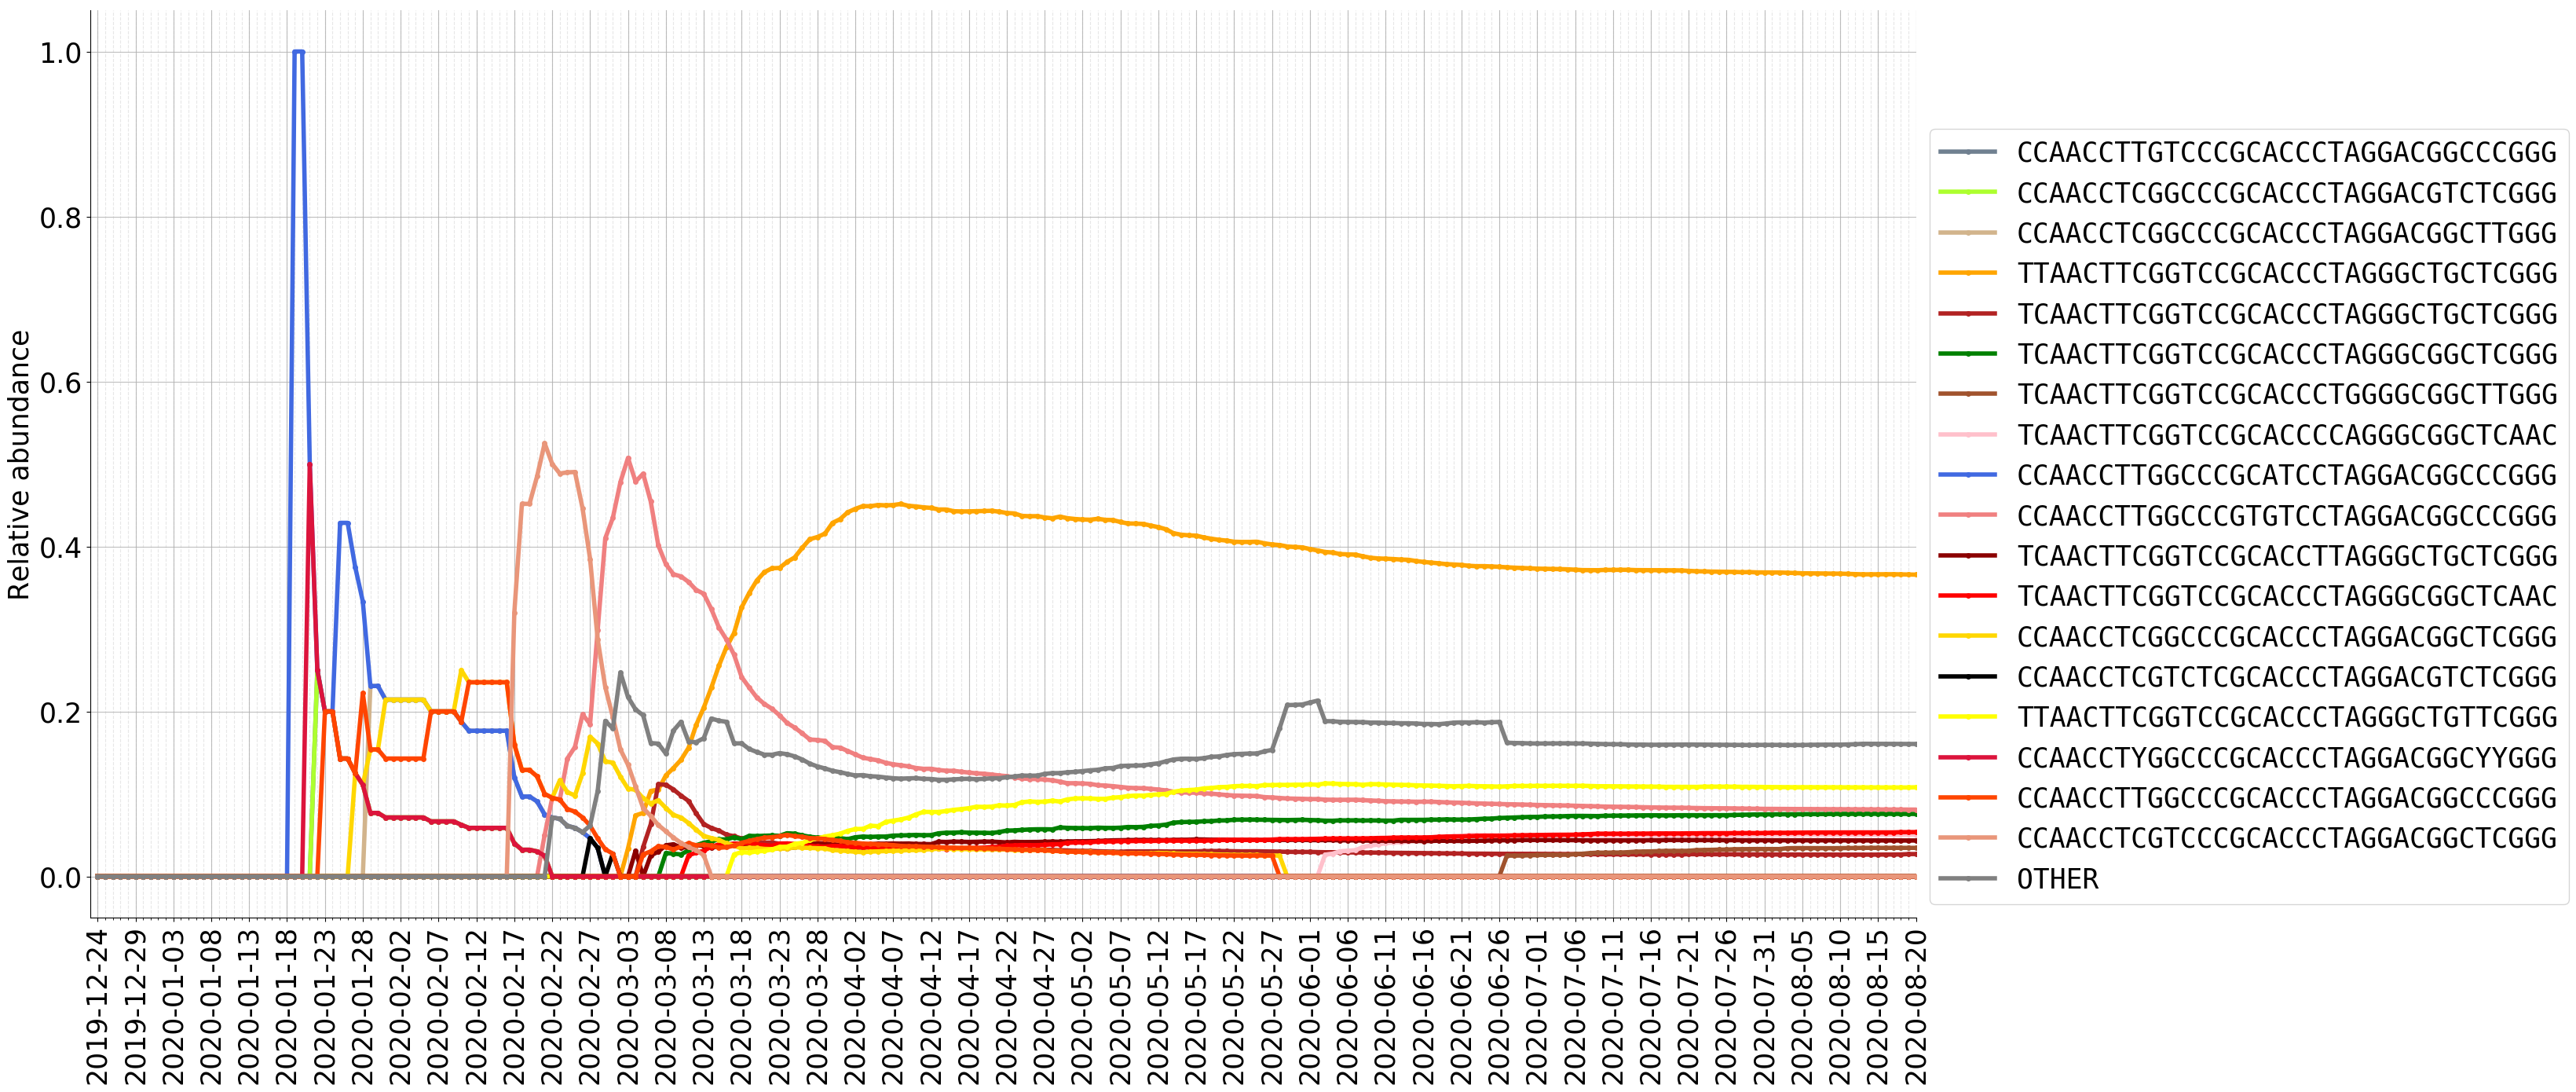 Relative abundance
1.0
0.8
0.6
0.4
0.2
0.0
2019-12-24
2019-12-29
2020-01-03
2020-01-08
2020-01-13
2020-01-18
2020-01-23
2020-01-28
2020-02-02
2020-02-07
2020-02-12
2020-02-17
2020-02-22
2020-02-27
2020-03-03
2020-03-08
2020-03-13
2020-03-18
2020-03-23
2020-03-28
2020-04-02
2020-04-07
2020-04-12
2020-04-17
2020-04-22
2020-04-27
2020-05-02
2020-05-07
2020-05-12
2020-05-17
2020-05-22
2020-05-27
2020-06-01
2020-06-06
2020-06-11
2020-06-16
2020-06-21
2020-06-26
2020-07-01
2020-07-06
2020-07-11
2020-07-16
2020-07-21
2020-07-26
2020-07-31
2020-08-05
2020-08-10
2020-08-15
2020-08-20
CCAACCTTGTCCCGCACCCTAGGACGGCCCGGG
CCAACCTCGGCCCGCACCCTAGGACGTCTCGGG
CCAACCTCGGCCCGCACCCTAGGACGGCTTGGG
TTAACTTCGGTCCGCACCCTAGGGCTGCTCGGG
TCAACTTCGGTCCGCACCCTAGGGCTGCTCGGG
TCAACTTCGGTCCGCACCCTAGGGCGGCTCGGG
TCAACTTCGGTCCGCACCCTGGGGCGGCTTGGG
TCAACTTCGGTCCGCACCCCAGGGCGGCTCAAC
CCAACCTTGGCCCGCATCCTAGGACGGCCCGGG
CCAACCTTGGCCCGTGTCCTAGGACGGCCCGGG
TCAACTTCGGTCCGCACCTTAGGGCTGCTCGGG
TCAACTTCGGTCCGCACCCTAGGGCGGCTCAAC
CCAACCTCGGCCCGCACCCTAGGACGGCTCGGG
CCAACCTCGTCTCGCACCCTAGGACGTCTCGGG
TTAACTTCGGTCCGCACCCTAGGGCTGTTCGGG
CCAACCTYGGCCCGCACCCTAGGACGGCYYGGG
CCAACCTTGGCCCGCACCCTAGGACGGCCCGGG
CCAACCTCGTCCCGCACCCTAGGACGGCTCGGG
OTHER